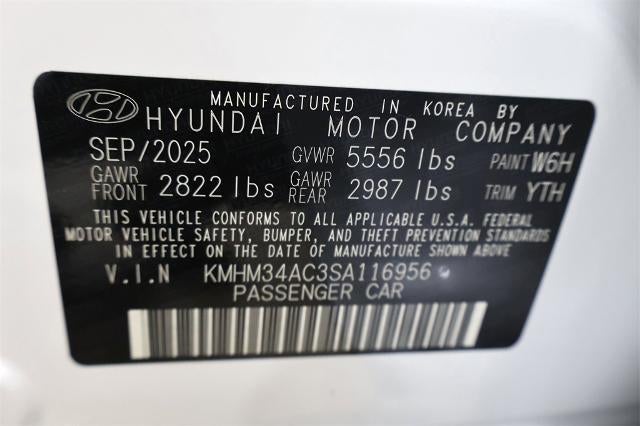 MANUFACTURED IN KOREA BY
HYUNDAI MOTOR COMPANY
SEP/2025 GVWR 5556 lbs PAINT W6H
GAWR FRONT 2822 lbs GAWR REAR 2987 lbs TRIM YTH
THIS VEHICLE CONFORMS TO ALL APPLICABLE U.S.A. FEDERAL
MOTOR VEHICLE SAFETY, BUMPER, AND THEFT PREVENTION STANDARDS
IN EFFECT ON THE DATE OF MANUFACTURE SHOWN ABOVE
V.I.N KMHM34AC3SA116956
PASSENGER CAR